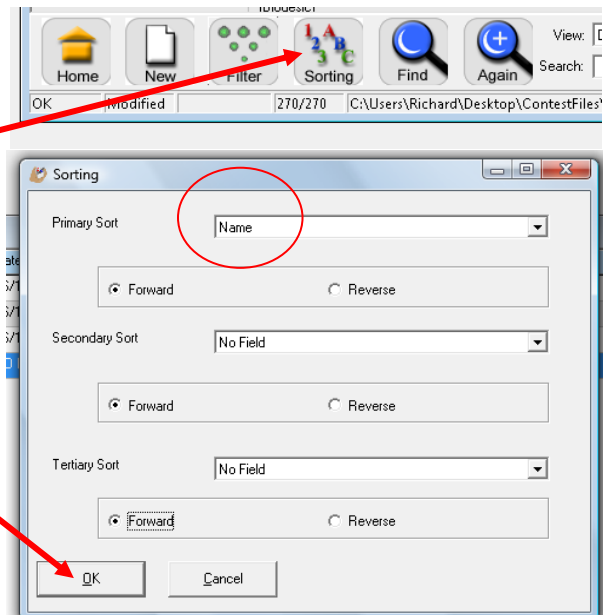 Home New Filter Sorting Find Again View:
Search:
OK Modified 270/270 C:\Users\Richard\Desktop\ContestFiles\
Sorting
Primary Sort Name
Forward Reverse
Secondary Sort No Field
Forward Reverse
Tertiary Sort No Field
Forward Reverse
OK Cancel